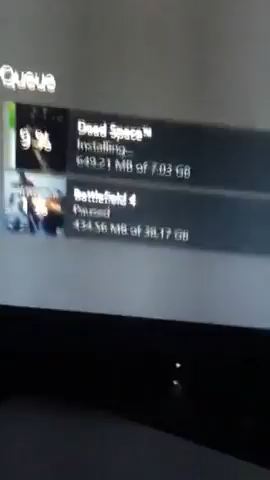 Queue
9%
Dead Space™
Installing...
649.21 MB of 7.03 GB
1%
Battlefield 4
Paused
434.56 MB of 38.17 GB